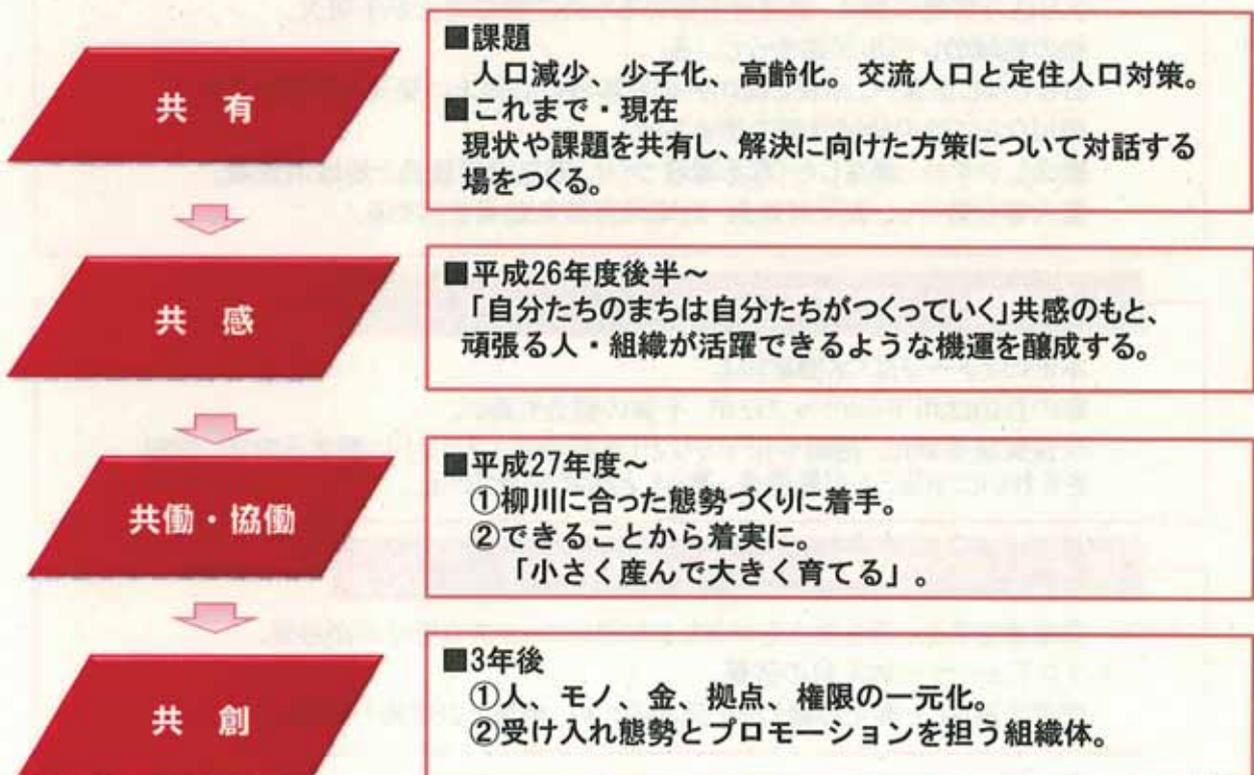 共　有
■課題
人口減少、少子化、高齢化。交流人口と定住人口対策。
■これまで・現在
現状や課題を共有し、解決に向けた方策について対話する
場をつくる。
共　感
■平成26年度後半～
「自分たちのまちは自分たちがつくっていく」共感のもと、
頑張る人・組織が活躍できるような機運を醸成する。
共働・協働
■平成27年度～
①柳川に合った態勢づくりに着手。
②できることから着実に。
「小さく産んで大きく育てる」。
共　創
■3年後
①人、モノ、金、拠点、権限の一元化。
②受け入れ態勢とプロモーションを担う組織体。